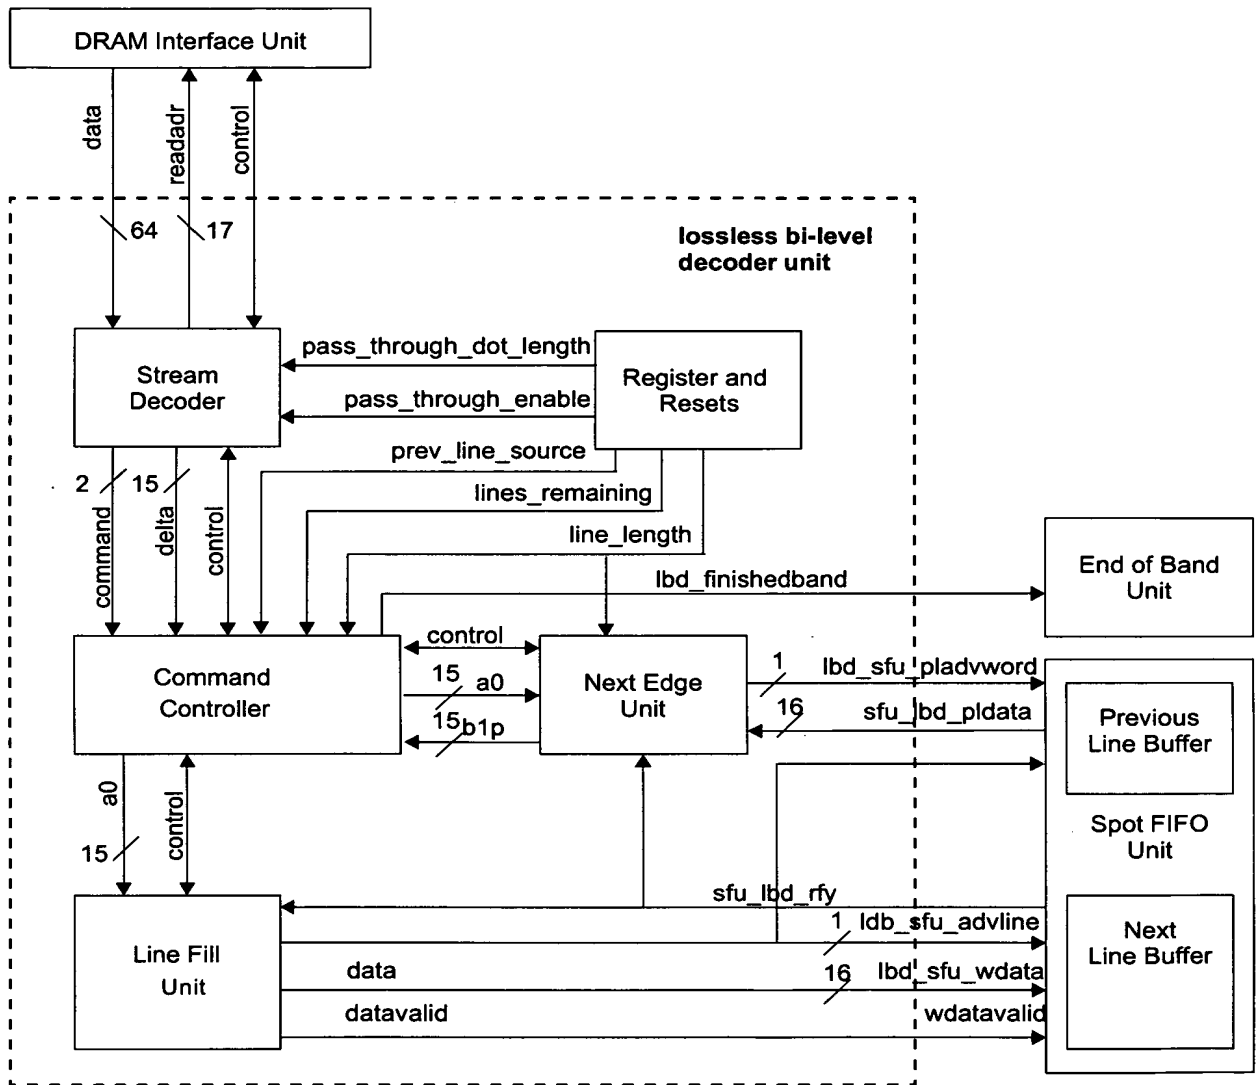 DRAM Interface Unit
data
readadr
control
64
17
lossless bi-level
decoder unit
Stream
Decoder
pass_through_dot_length
pass_through_enable
Register and
Resets
prev_line_source
lines_remaining
line_length
2
15
command
delta
control
lbd_finishedband
End of Band
Unit
Command
Controller
control
15
a0
15
b1p
Next Edge
Unit
1
lbd_sfu_pladvword
16
sfu_lbd_pldata
Previous
Line Buffer
Spot FIFO
Unit
a0
15
control
sfu_lbd_rfy
1
ldb_sfu_advline
Line Fill
Unit
data
16
lbd_sfu_wdata
datavalid
wdatavalid
Next
Line Buffer